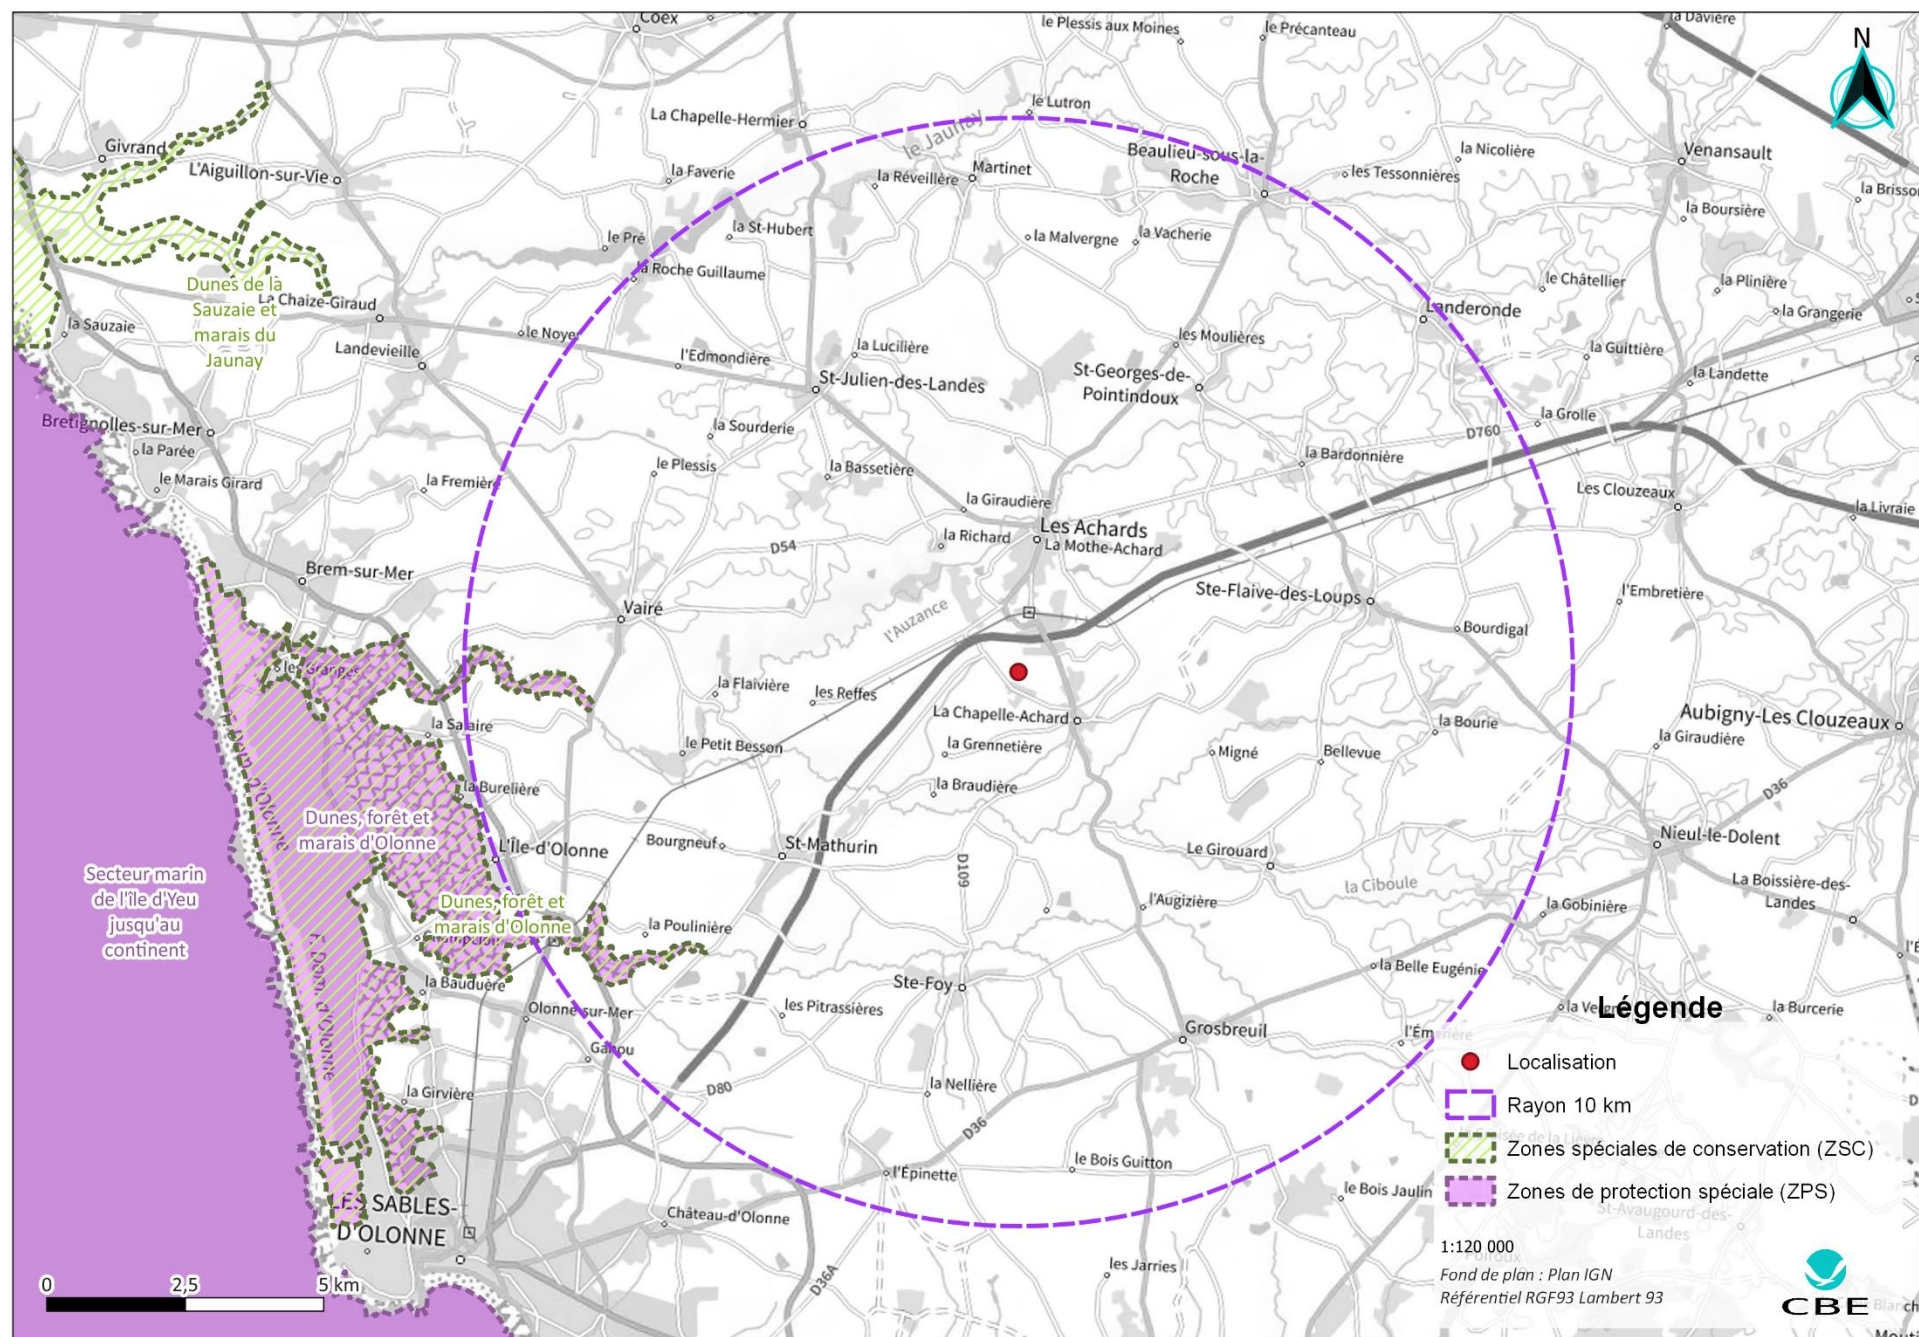 Coëx
le Plessis aux Moines
le Précanteau
la Davière
N
La Chapelle-Hermier
le Lutron
le Jaunay
Givrand
L'Aiguillon-sur-Vie
la Faverie
la Réveillère
Martinet
Beaulieu-sous-la-
Roche
les Tessonnières
la Nicolière
Venansault
la Boursière
le Pré
la St-Hubert
la Malvergne
la Vacherie
la Roche Guillaume
Dunes de la
Sauzaie et
marais du
Jaunay
La Chaize-Giraud
la Sauzaie
le Noyer
Landevieille
l'Edmondière
la Lucilière
les Moulières
Landeronde
le Châtellier
la Plinière
la Grangerie
la Guittière
la Landette
St-Julien-des-Landes
St-Georges-de-
Pointindoux
Bretignolles-sur-Mer
la Parée
le Marais Girard
la Sourderie
le Plessis
la Bassetière
la Fremière
la Bardonnière
D760
la Grolle
Les Clouzeaux
la Livraie
la Giraudière
Les Achards
La Mothe-Achard
la Richard
D54
Brem-sur-Mer
Vairé
l'Auzance
Ste-Flaive-des-Loups
l'Embretière
Bourdigal
les Granges
la Flaivière
les Reffes
la Salaire
La Chapelle-Achard
la Bourie
Aubigny-Les Clouzeaux
la Giraudière
le Petit Besson
la Grennetière
Migné
Bellevue
la Burelière
la Braudière
D36
Dunes, forêt et
marais d'Olonne
L'Île-d'Olonne
Bourgneuf
St-Mathurin
D109
Le Girouard
Nieul-le-Dolent
Secteur marin
de l'île d'Yeu
jusqu'au
continent
Dunes, forêt et
marais d'Olonne
la Poulinière
l'Augizière
la Ciboule
la Gobinière
La Boissière-des-
Landes
la Bauduère
Olonne-sur-Mer
Ste-Foy
les Pitrassières
la Belle Eugénie
Grosbreuil
la Burcerie
la Girvière
D80
la Nellière
D36
l'Épinette
le Bois Guitton
le Bois Jaulin
LES SABLES-
D'OLONNE
Château-d'Olonne
D36A
les Jarries
Légende
Localisation
Rayon 10 km
Zones spéciales de conservation (ZSC)
Zones de protection spéciale (ZPS)
St-Avaugourd-des-
Landes
1:120 000
Fond de plan : Plan IGN
Référentiel RGF93 Lambert 93
CBE
0 2,5 5 km